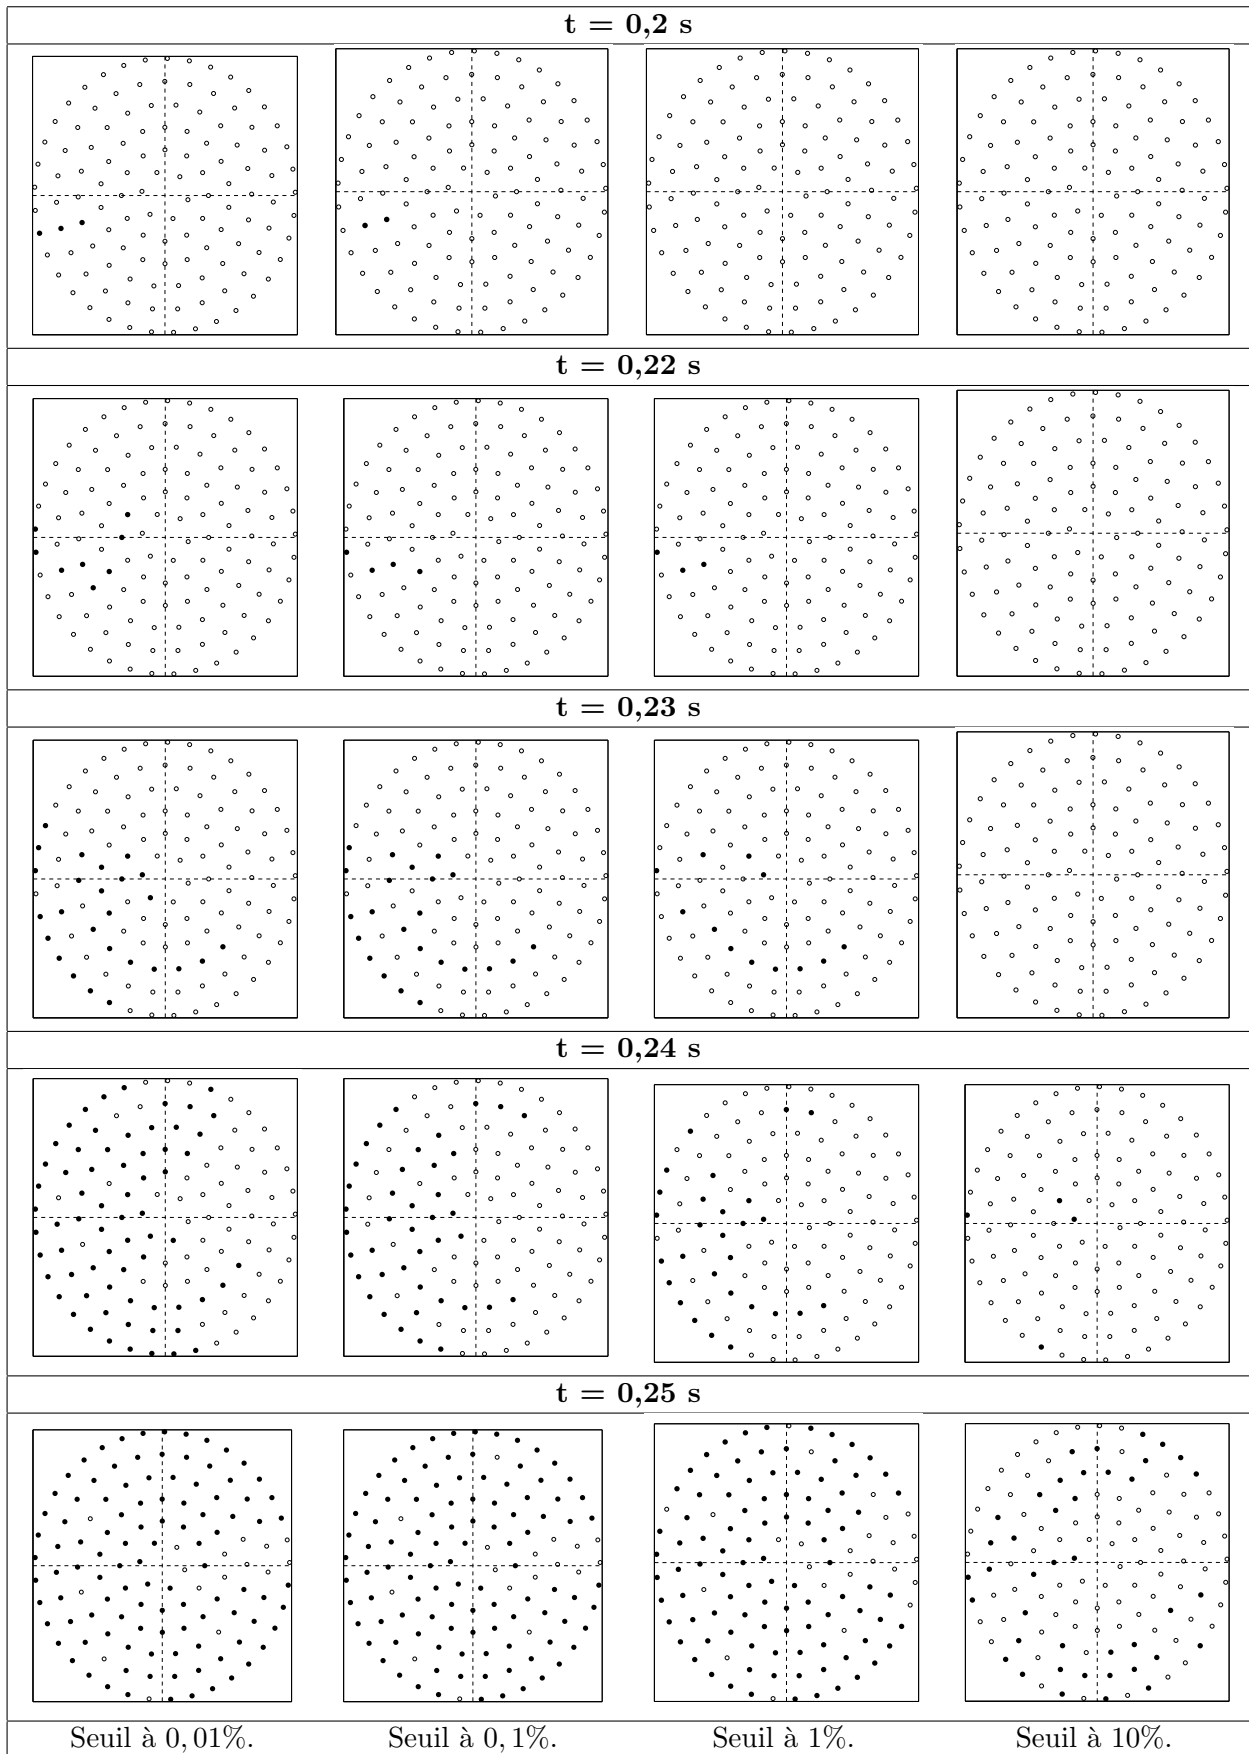 t = 0,2 s
t = 0,22 s
t = 0,23 s
t = 0,24 s
t = 0,25 s
Seuil à 0,01%. Seuil à 0,1%. Seuil à 1%. Seuil à 10%.